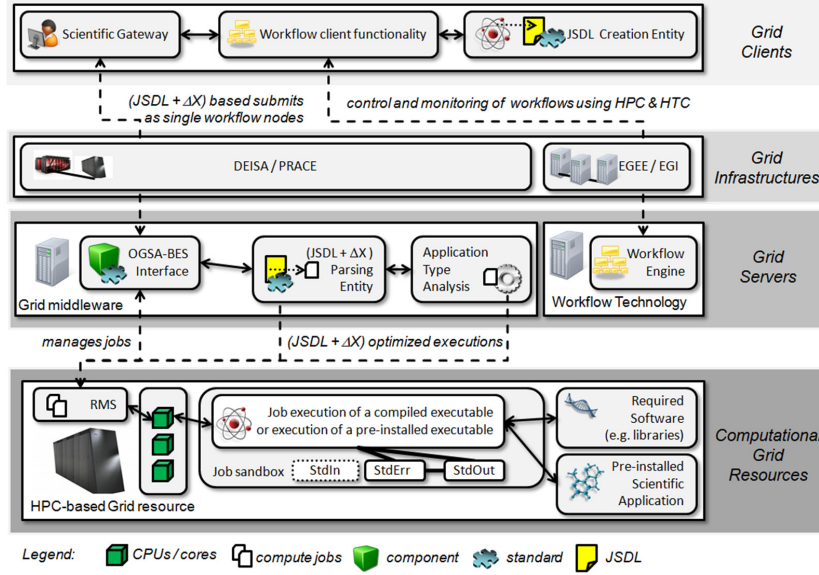 Scientific Gateway
Workflow client functionality
JSDL Creation Entity
Grid
Clients
(JSDL + ΔX) based submits
as single workflow nodes
control and monitoring of workflows using HPC & HTC
DEISA / PRACE
EGEE / EGI
Grid
Infrastructures
OGSA-BES
Interface
(JSDL + ΔX )
Parsing
Entity
Application
Type
Analysis
Workflow
Engine
Grid
Servers
Grid middleware
Workflow Technology
manages jobs
(JSDL + ΔX) optimized executions
RMS
Job execution of a compiled executable
or execution of a pre-installed executable
Required
Software
(e.g. libraries)
Computational
Grid
Resources
Job sandbox
StdIn
StdErr
StdOut
Pre-installed
Scientific
Application
HPC-based Grid resource
Legend:
CPUs / cores
compute jobs
component
standard
JSDL